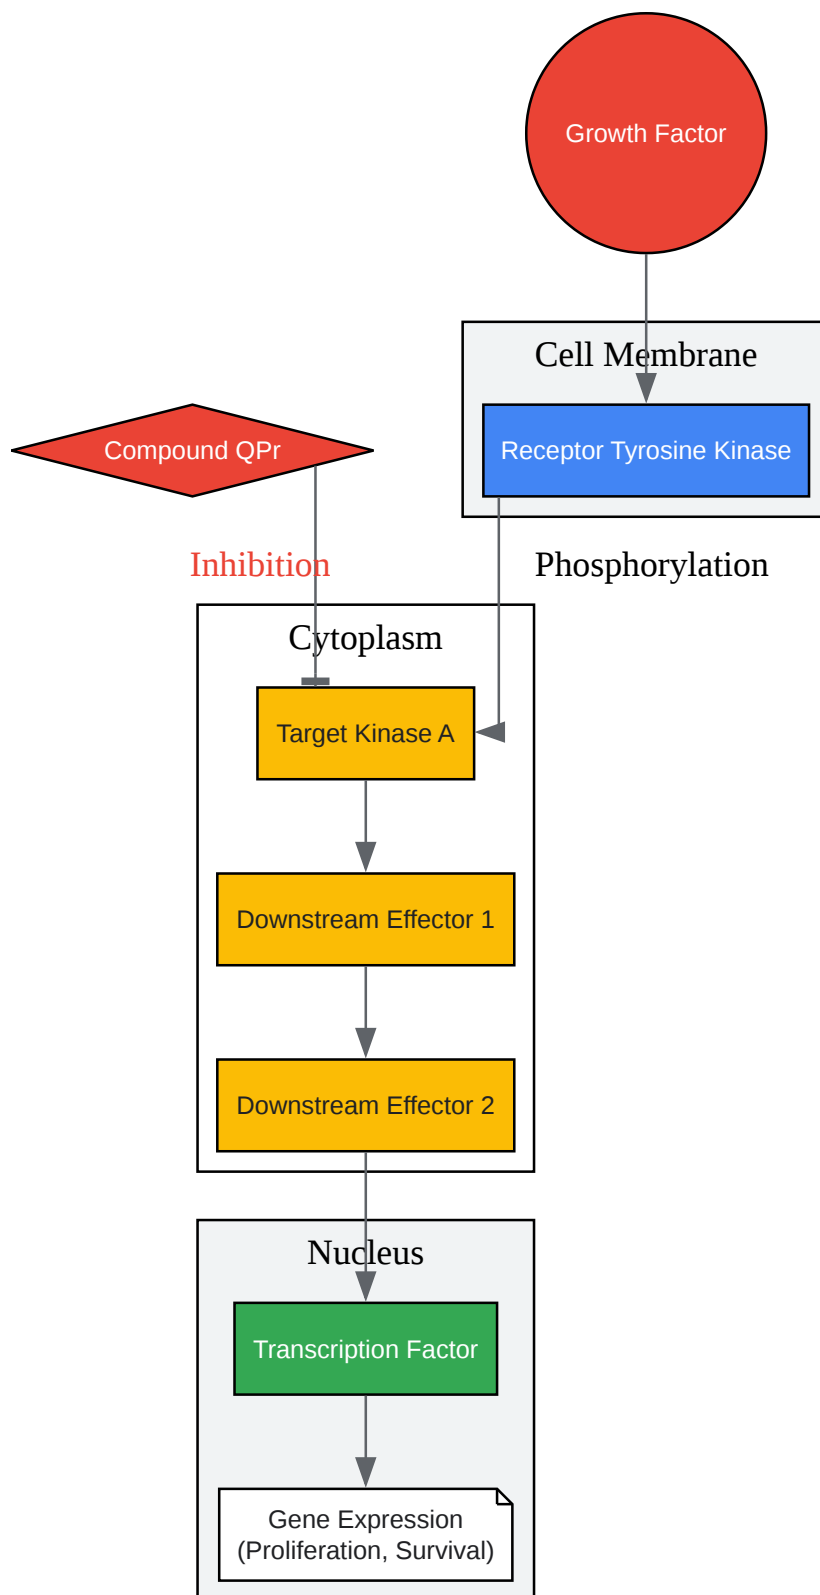 Growth Factor
Cell Membrane
Compound QPr
Receptor Tyrosine Kinase
Inhibition
Phosphorylation
Cytoplasm
Target Kinase A
Downstream Effector 1
Downstream Effector 2
Nucleus
Transcription Factor
Gene Expression
(Proliferation, Survival)